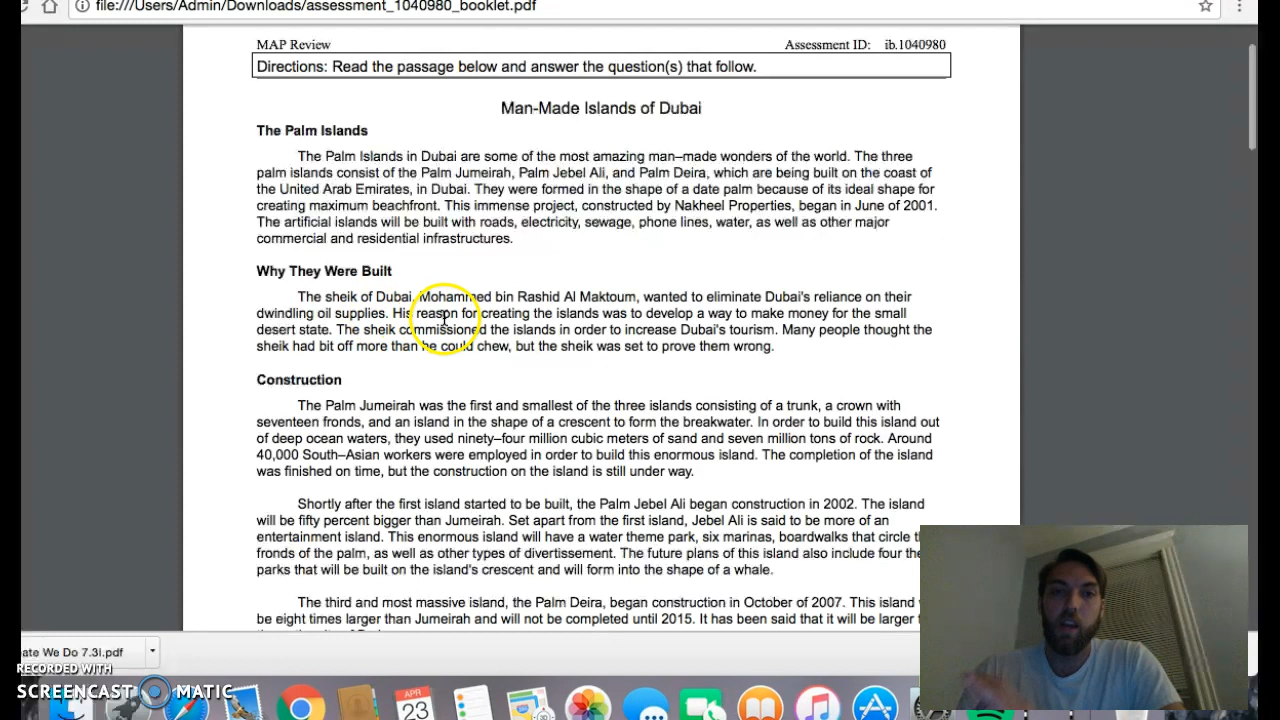 file:///Users/Admin/Downloads/assessment_1040980_booklet.pdf
MAP Review
Assessment ID: ib.1040980
Directions: Read the passage below and answer the question(s) that follow.
Man-Made Islands of Dubai
The Palm Islands
The Palm Islands in Dubai are some of the most amazing man–made wonders of the world. The three
palm islands consist of the Palm Jumeirah, Palm Jebel Ali, and Palm Deira, which are being built on the coast of
the United Arab Emirates, in Dubai. They were formed in the shape of a date palm because of its ideal shape for
creating maximum beachfront. This immense project, constructed by Nakheel Properties, began in June of 2001.
The artificial islands will be built with roads, electricity, sewage, phone lines, water, as well as other major
commercial and residential infrastructures.
Why They Were Built
The sheik of Dubai, Mohammed bin Rashid Al Maktoum, wanted to eliminate Dubai's reliance on their
dwindling oil supplies. His reason for creating the islands was to develop a way to make money for the small
desert state. The sheik commissioned the islands in order to increase Dubai's tourism. Many people thought the
sheik had bit off more than he could chew, but the sheik was set to prove them wrong.
Construction
The Palm Jumeirah was the first and smallest of the three islands consisting of a trunk, a crown with
seventeen fronds, and an island in the shape of a crescent to form the breakwater. In order to build this island out
of deep ocean waters, they used ninety–four million cubic meters of sand and seven million tons of rock. Around
40,000 South–Asian workers were employed in order to build this enormous island. The completion of the island
was finished on time, but the construction on the island is still under way.
Shortly after the first island started to be built, the Palm Jebel Ali began construction in 2002. The island
will be fifty percent bigger than Jumeirah. Set apart from the first island, Jebel Ali is said to be more of an
entertainment island. This enormous island will have a water theme park, six marinas, boardwalks that circle th
fronds of the palm, as well as other types of divertissement. The future plans of this island also include four the
parks that will be built on the island's crescent and will form into the shape of a whale.
The third and most massive island, the Palm Deira, began construction in October of 2007. This island
be eight times larger than Jumeirah and will not be completed until 2015. It has been said that it will be larger
ate We Do 7.3l.pdf
RECORDED WITH
SCREENCAST MATIC
APR
23